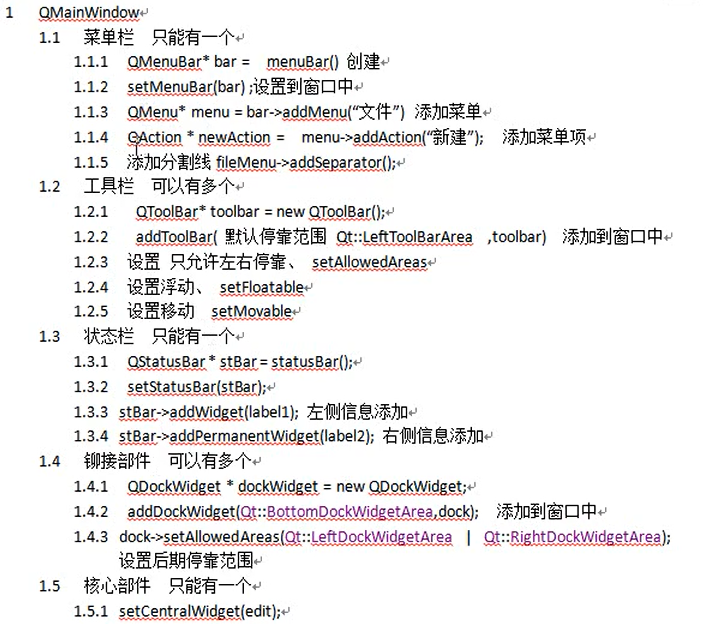 1 QMainWindow
1.1 菜单栏 只能有一个
1.1.1 QMenuBar* bar = menuBar() 创建
1.1.2 setMenuBar(bar) ;设置到窗口中
1.1.3 QMenu* menu = bar->addMenu(“文件”) 添加菜单
1.1.4 QAction * newAction = menu->addAction(“新建”); 添加菜单项
1.1.5 添加分割线 fileMenu->addSeparator();
1.2 工具栏 可以有多个
1.2.1 QToolBar* toolbar = new QToolBar();
1.2.2 addToolBar( 默认停靠范围 Qt::LeftToolBarArea ,toolbar) 添加到窗口中
1.2.3 设置 只允许左右停靠、 setAllowedAreas
1.2.4 设置浮动、 setFloatable
1.2.5 设置移动 setMovable
1.3 状态栏 只能有一个
1.3.1 QStatusBar * stBar = statusBar();
1.3.2 setStatusBar(stBar);
1.3.3 stBar->addWidget(label1); 左侧信息添加
1.3.4 stBar->addPermanentWidget(label2); 右侧信息添加
1.4 铆接部件 可以有多个
1.4.1 QDockWidget * dockWidget = new QDockWidget;
1.4.2 addDockWidget(Qt::BottomDockWidgetArea,dock); 添加到窗口中
1.4.3 dock->setAllowedAreas(Qt::LeftDockWidgetArea | Qt::RightDockWidgetArea);
设置后期停靠范围
1.5 核心部件 只能有一个
1.5.1 setCentralWidget(edit);